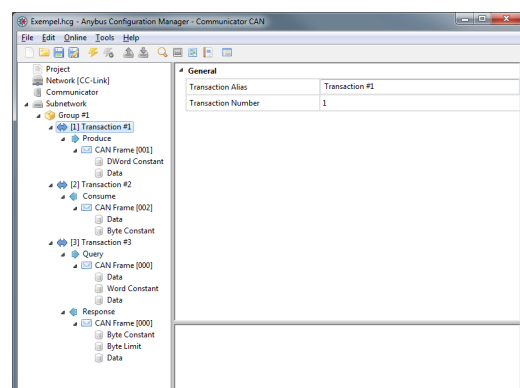 Exempel.hcg - Anybus Configuration Manager - Communicator CAN
File Edit Online Tools Help
Project
Network [CC-Link]
Communicator
Subnetwork
Group #1
[1] Transaction #1
Produce
CAN Frame [001]
DWord Constant
Data
[2] Transaction #2
Consume
CAN Frame [002]
Data
Byte Constant
[3] Transaction #3
Query
CAN Frame [000]
Data
Word Constant
Data
Response
CAN Frame [000]
Byte Constant
Byte Limit
Data
General
Transaction Alias Transaction #1
Transaction Number 1